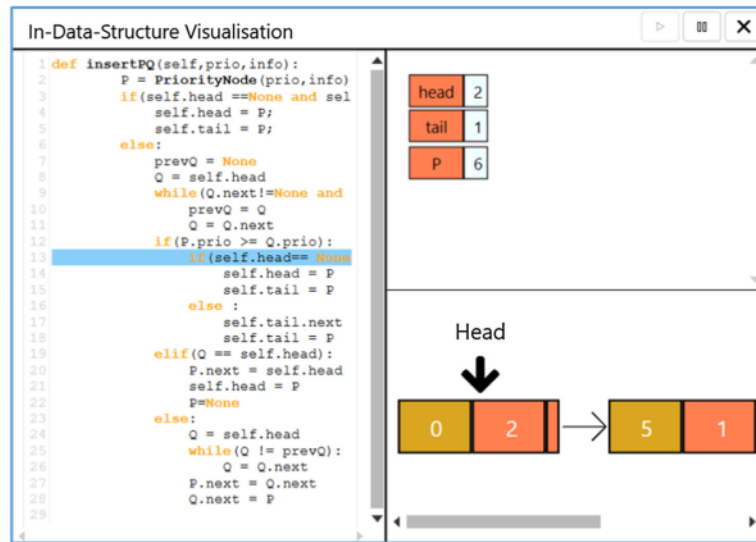 In-Data-Structure Visualisation
1 def insertPQ(self,prio,info):
2 P = PriorityNode(prio,info)
3 if(self.head ==None and sel
4 self.head = P;
5 self.tail = P;
6 else:
7 prevQ = None
8 Q = self.head
9 while(Q.next!=None and
10 prevQ = Q
11 Q = Q.next
12 if(P.prio >= Q.prio):
13 if(self.head== None
14 self.head = P
15 self.tail = P
16 else :
17 self.tail.next
18 self.tail = P
19 elif(Q == self.head):
20 P.next = self.head
21 self.head = P
22 P=None
23 else:
24 Q = self.head
25 while(Q != prevQ):
26 Q = Q.next
27 P.next = Q.next
28 Q.next = P
29
head 2
tail 1
P 6
Head
0 2 5 1